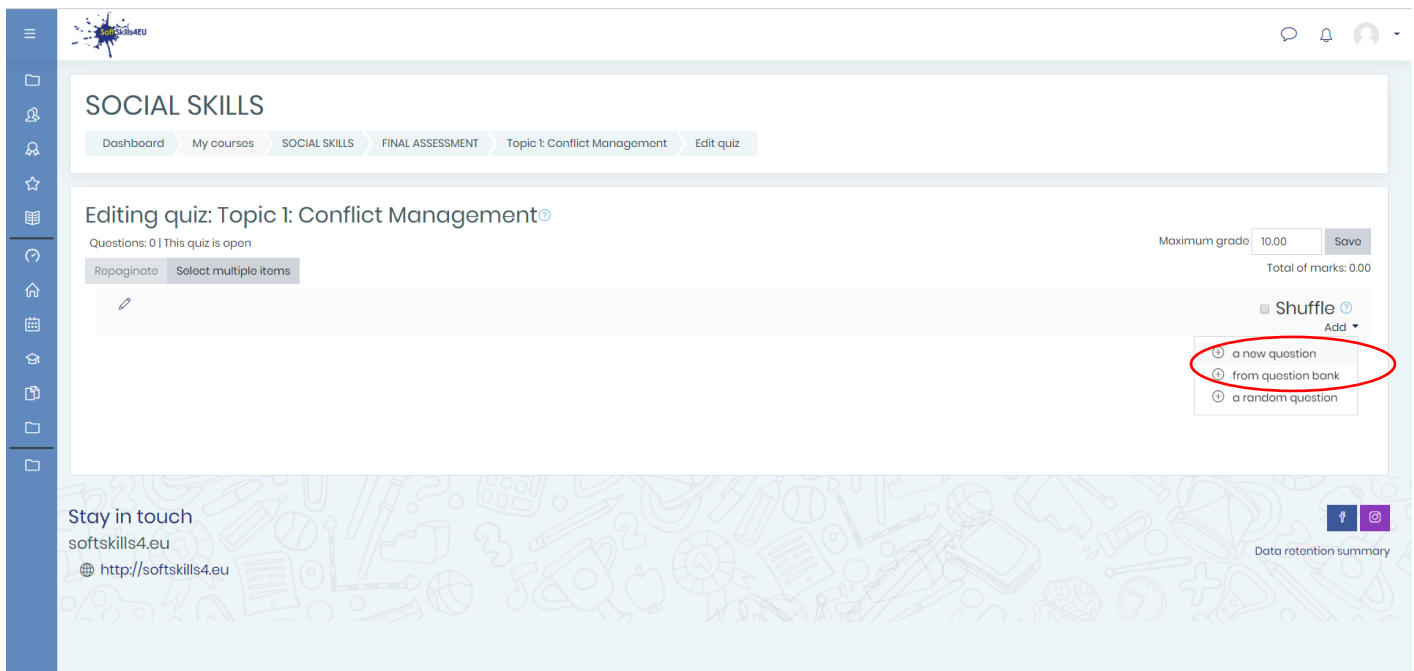 SoftSkills4EU
SOCIAL SKILLS
Dashboard My courses SOCIAL SKILLS FINAL ASSESSMENT Topic 1: Conflict Management Edit quiz
Editing quiz: Topic 1: Conflict Management
Questions: 0 | This quiz is open
Maximum grade 10.00 Save
Repaginate Select multiple items
Total of marks: 0.00
Shuffle
Add
a new question
from question bank
a random question
Stay in touch
softskills4.eu
http://softskills4.eu
Data retention summary